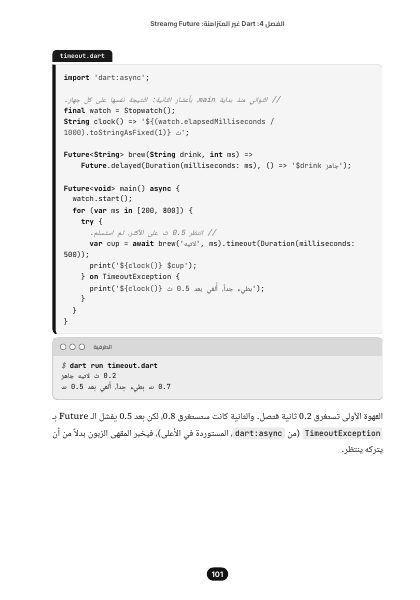 الفصل 4: Dart غير المتزامنة: Future وStream
timeout.dart
import 'dart:async';
// الثواني منذ بداية main، بأعشار الثانية: النتيجة نفسها على كل جهاز.
final watch = Stopwatch();
String clock() => '${(watch.elapsedMilliseconds /
1000).toStringAsFixed(1)} ث';
Future<String> brew(String drink, int ms) =>
Future.delayed(Duration(milliseconds: ms), () => '$drink جاهز');
Future<void> main() async {
watch.start();
for (var ms in [200, 800]) {
try {
// انتظر 0.5 ث على الأكثر، ثم استسلم.
var cup = await brew('لاتيه', ms).timeout(Duration(milliseconds:
500));
print('${clock()} $cup');
} on TimeoutException {
print('${clock()} بطيء جداً، أُلغي بعد 0.5 ث');
}
}
}
الطرفية
$ dart run timeout.dart
0.2 ث لاتيه جاهز
0.7 ث بطيء جداً، أُلغي بعد 0.5 ث
القهوة الأولى تستغرق 0.2 ثانية فتصل. والثانية كانت ستستغرق 0.8، لكن بعد 0.5 يفشل الـ Future بـ
TimeoutException (من dart:async، المستوردة في الأعلى)، فيخبر المقهى الزبون بدلاً من أن
يتركه ينتظر.
101